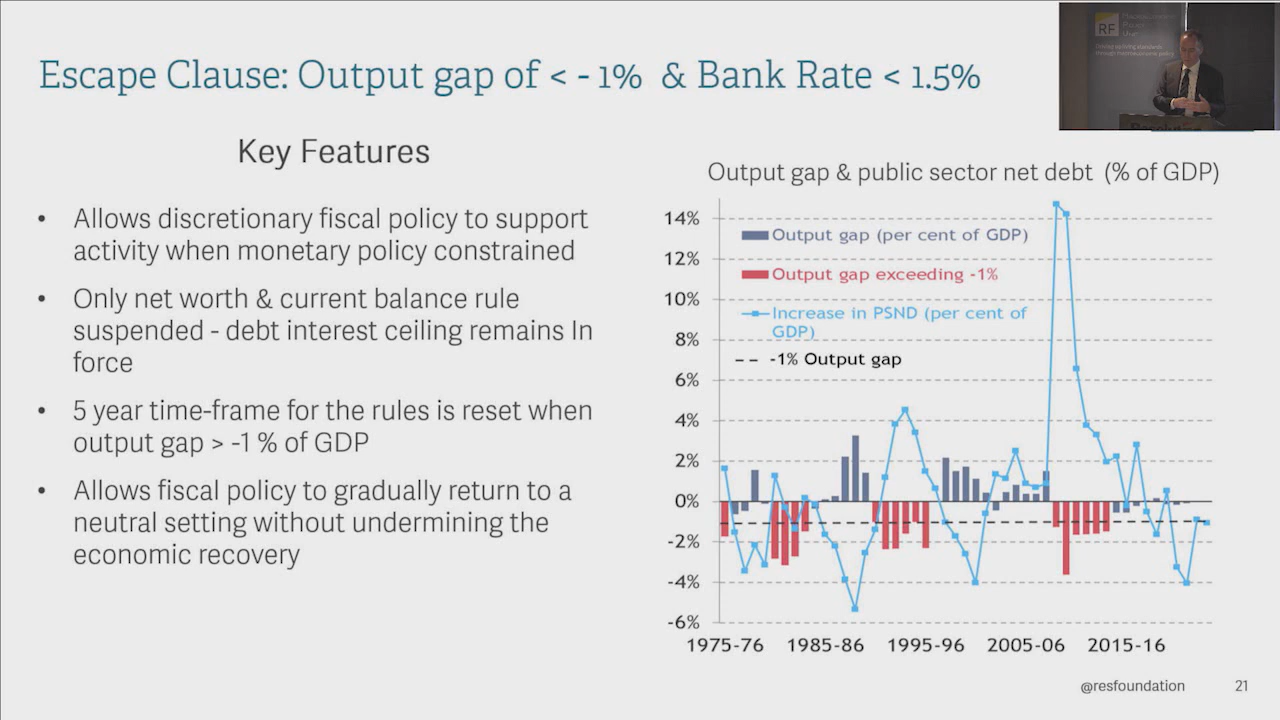 Escape Clause: Output gap of < - 1% & Bank Rate < 1.5%
RF
Key Features
• Allows discretionary fiscal policy to support
activity when monetary policy constrained
• Only net worth & current balance rule
suspended - debt interest ceiling remains In
force
• 5 year time-frame for the rules is reset when
output gap > -1 % of GDP
• Allows fiscal policy to gradually return to a
neutral setting without undermining the
economic recovery
Output gap & public sector net debt (% of GDP)
14%
12%
10%
8%
6%
4%
2%
0%
-2%
-4%
-6%
Output gap (per cent of GDP)
Output gap exceeding -1%
Increase in PSND (per cent of
GDP)
-1% Output gap
1975-76 1985-86 1995-96 2005-06 2015-16
@resfoundation 21